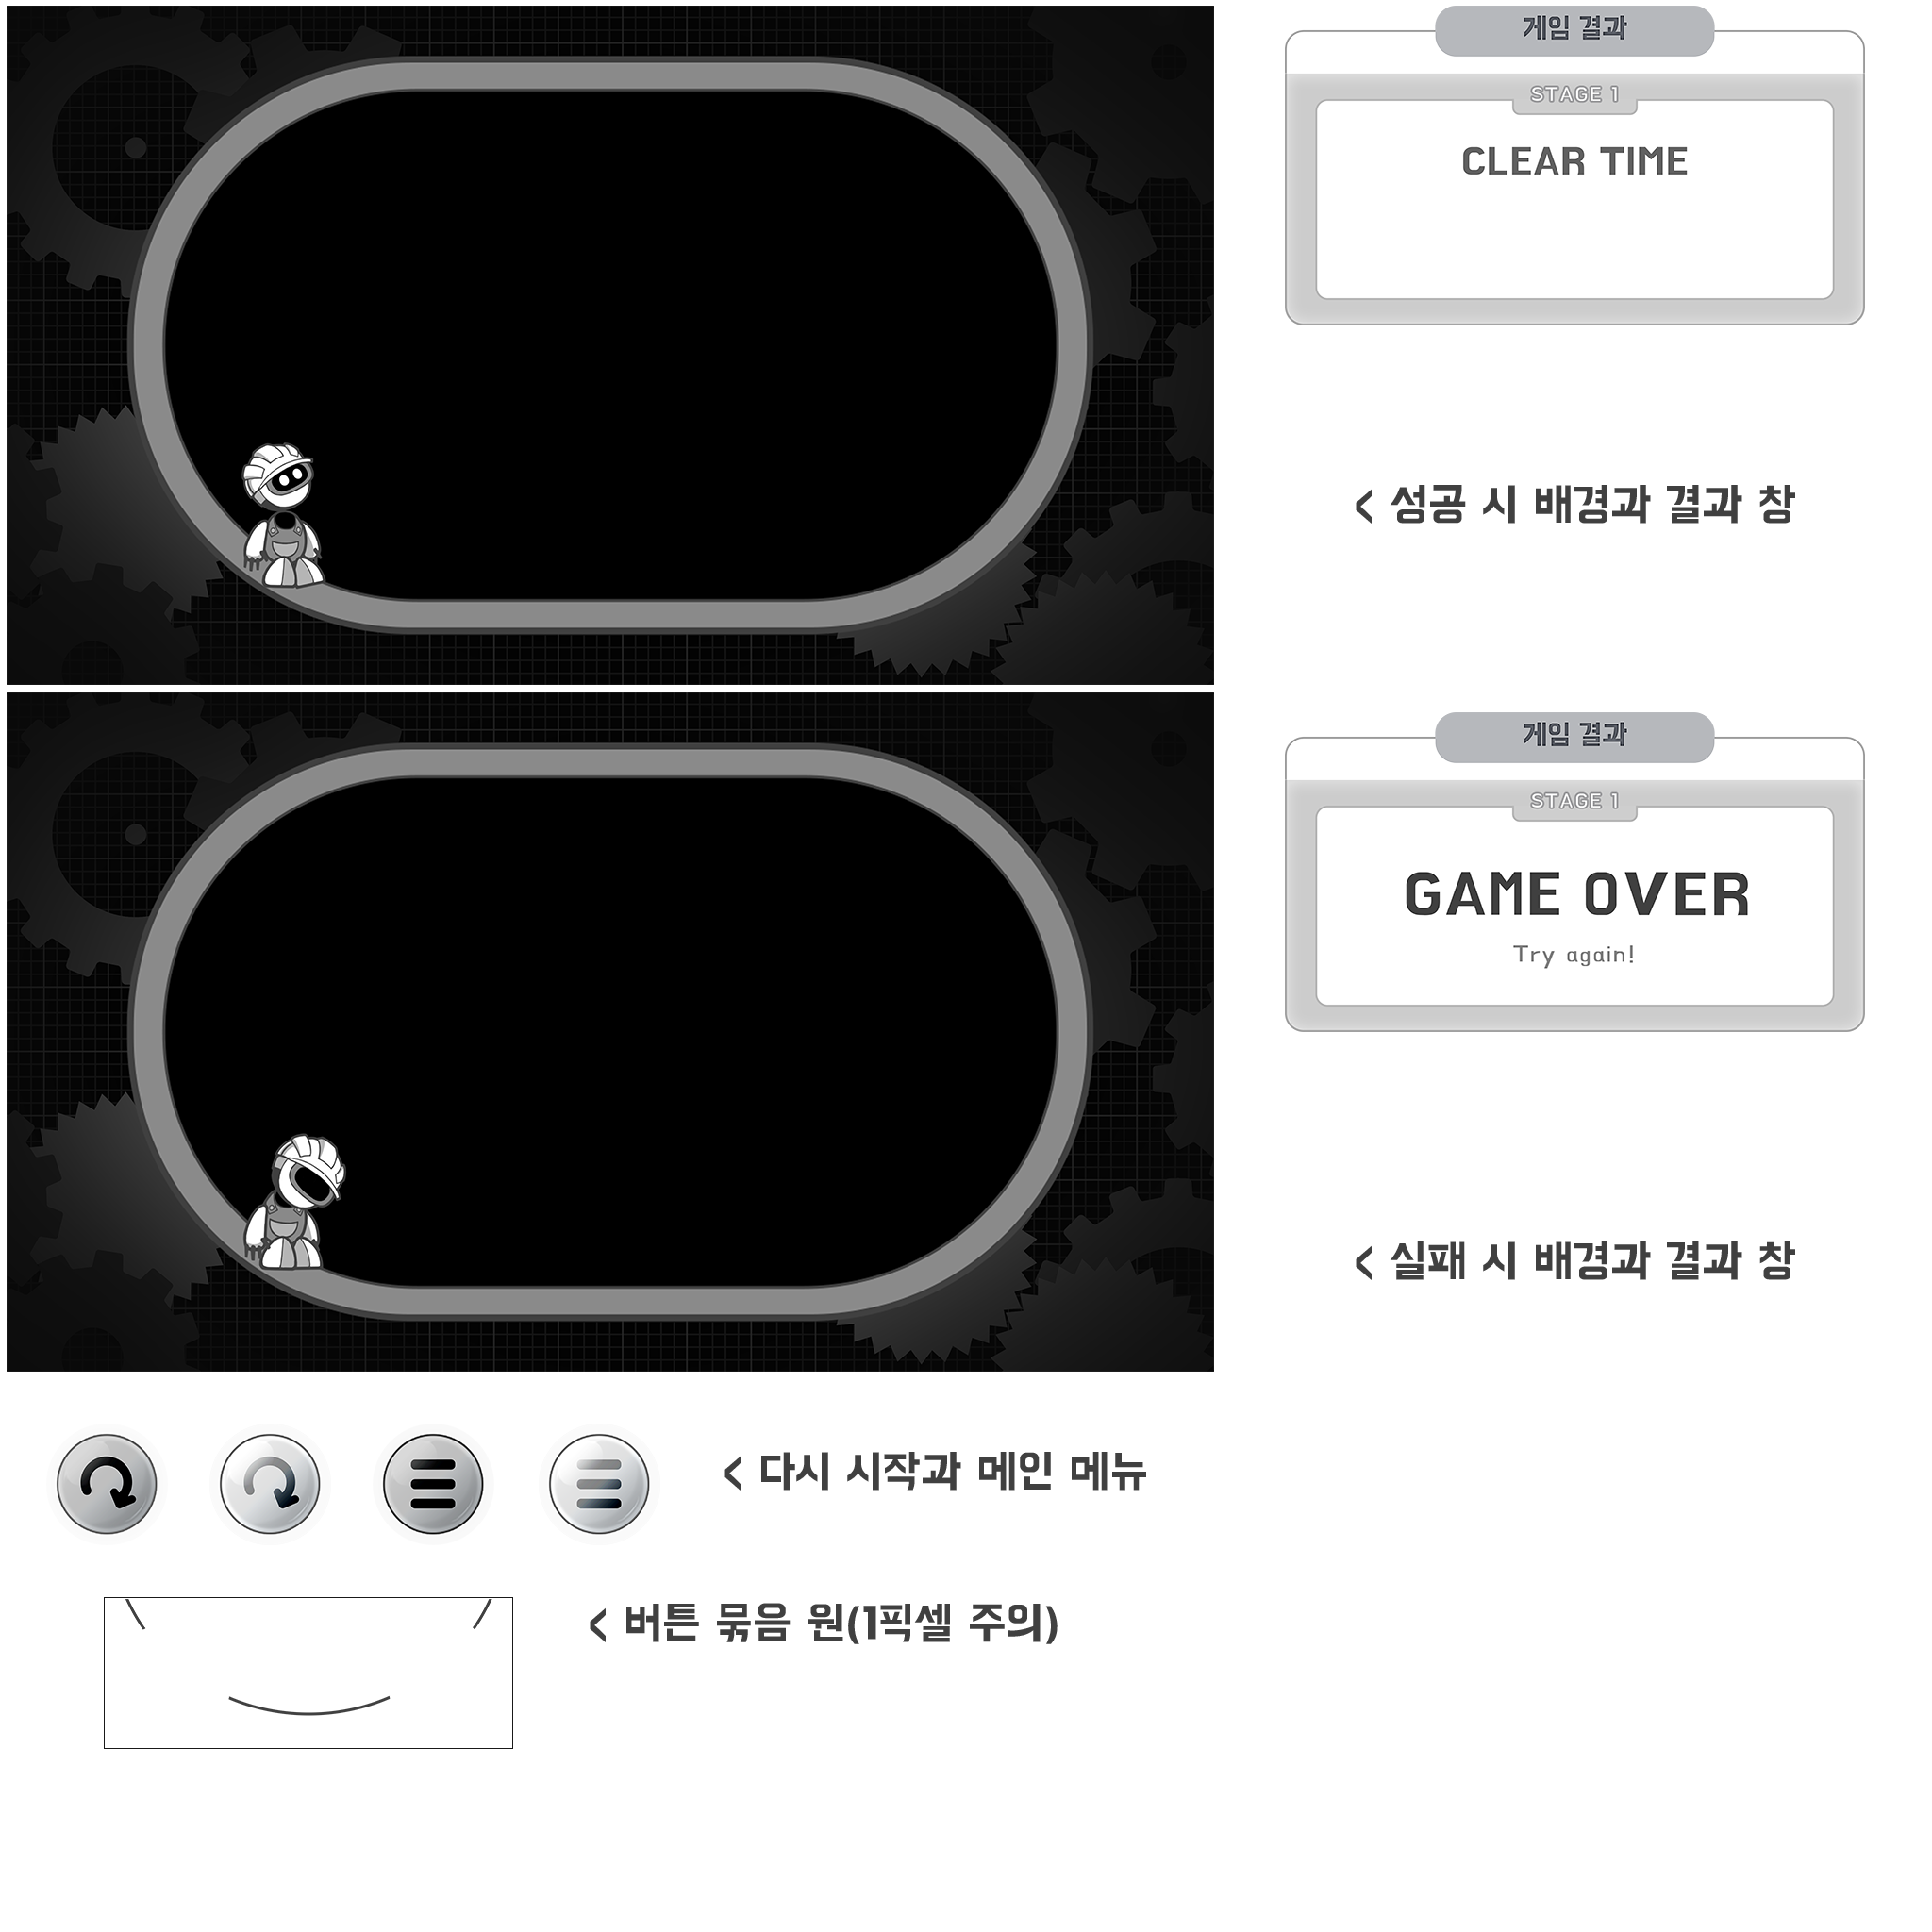 게임 결과
STAGE 1
CLEAR TIME
< 성공 시 배경과 결과 창
게임 결과
STAGE 1
GAME OVER
Try again!
< 실패 시 배경과 결과 창
< 다시 시작과 메인 메뉴
< 버튼 묶음 원(1픽셀 주의)